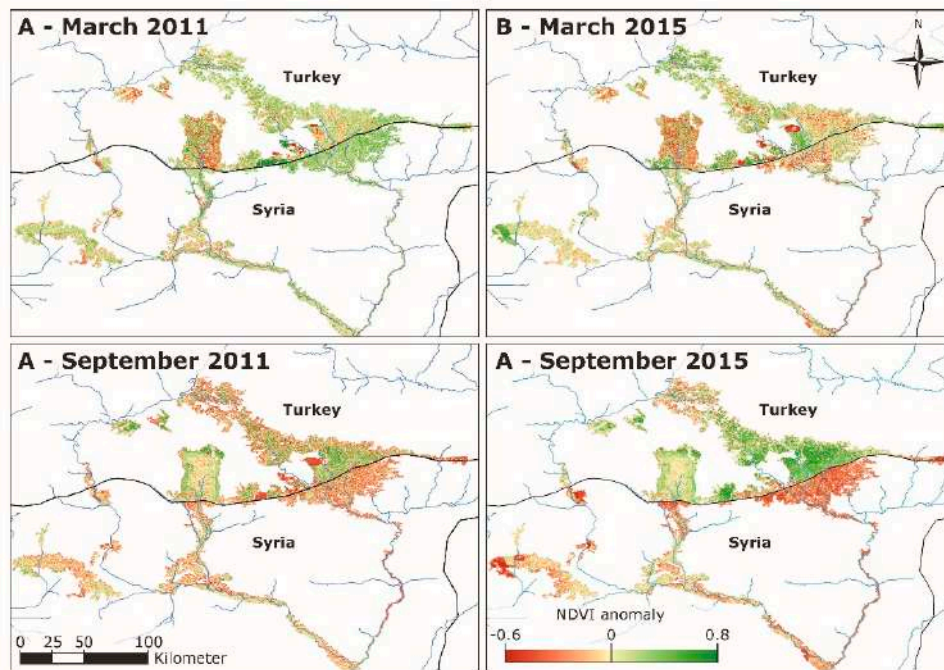 A - March 2011
Turkey
Syria
B - March 2015
N
Turkey
Syria
A - September 2011
Turkey
Syria
0 25 50 100
Kilometer
A - September 2015
Turkey
Syria
NDVI anomaly
-0.6 0 0.8